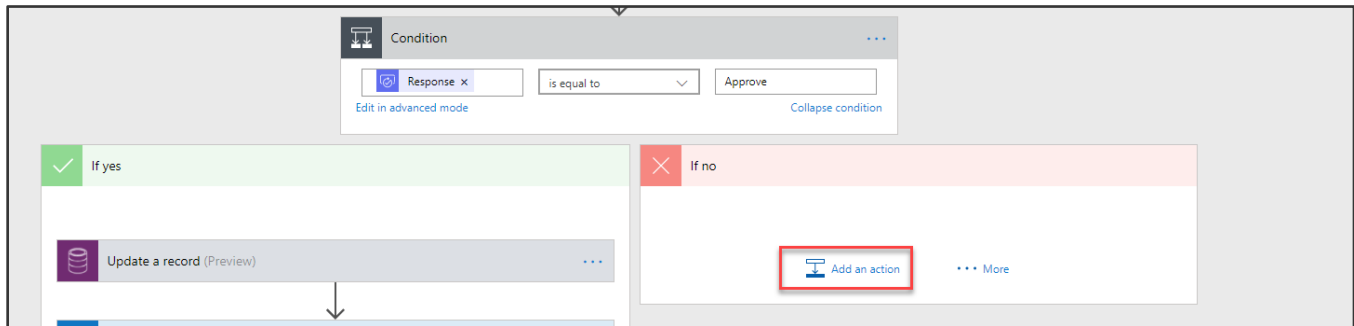 Condition
Response ×
is equal to
Approve
Edit in advanced mode
Collapse condition
If yes
If no
Update a record (Preview)
Add an action
More